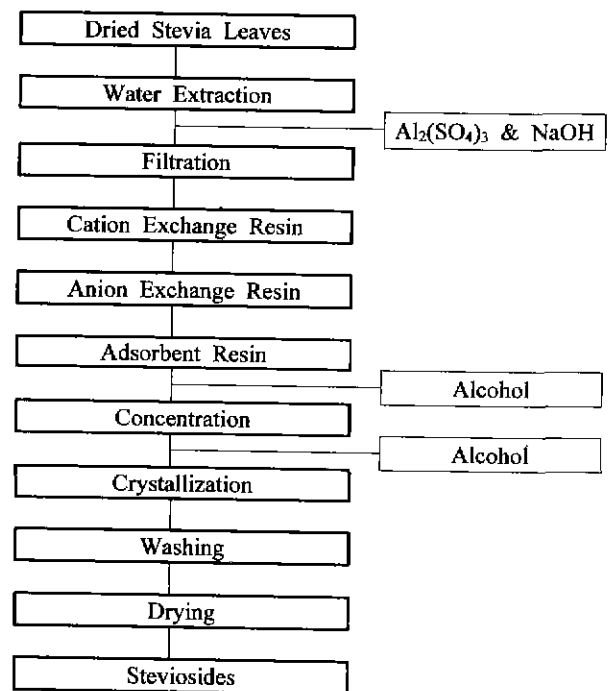 Dried Stevia Leaves
Water Extraction
Al₂(SO₄)₃ & NaOH
Filtration
Cation Exchange Resin
Anion Exchange Resin
Adsorbent Resin
Alcohol
Concentration
Alcohol
Crystallization
Washing
Drying
Steviosides